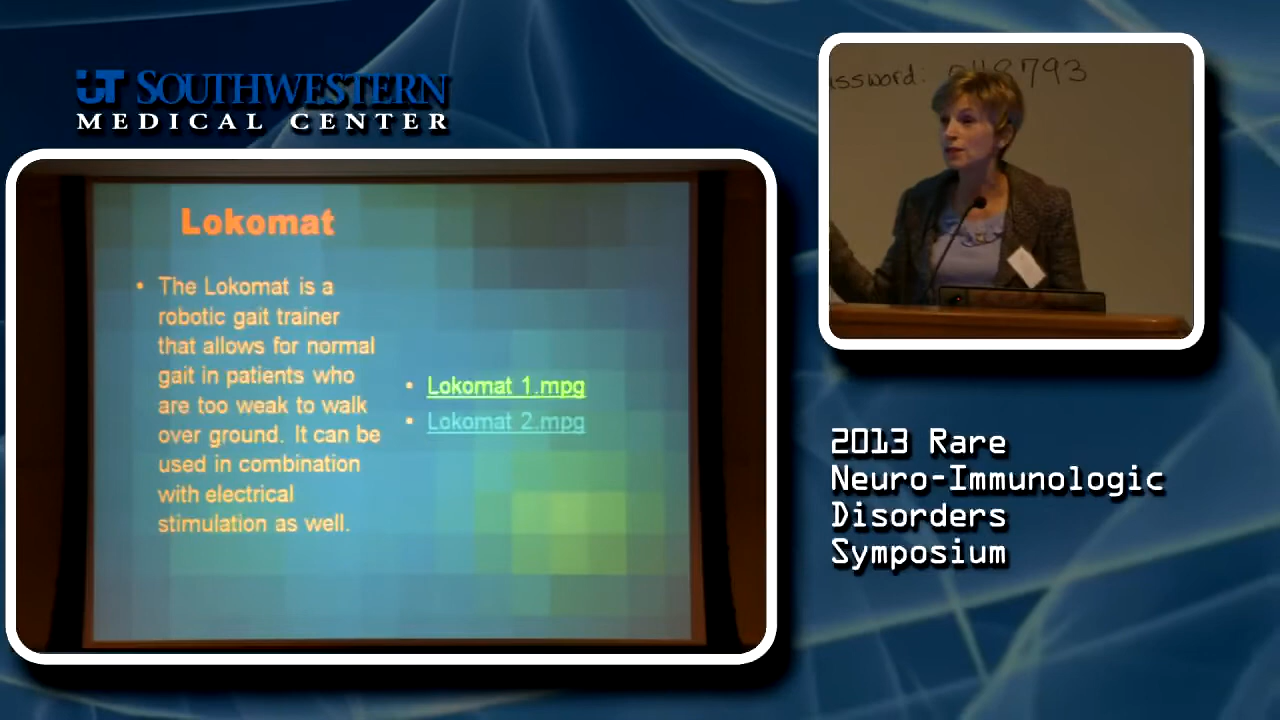 UT SOUTHWESTERN
MEDICAL CENTER
Lokomat
• The Lokomat is a
robotic gait trainer
that allows for normal
gait in patients who
are too weak to walk
over ground. It can be
used in combination
with electrical
stimulation as well.
• Lokomat 1.mpg
• Lokomat 2.mpg
793
2013 Rare
Neuro-Immunologic
Disorders
Symposium